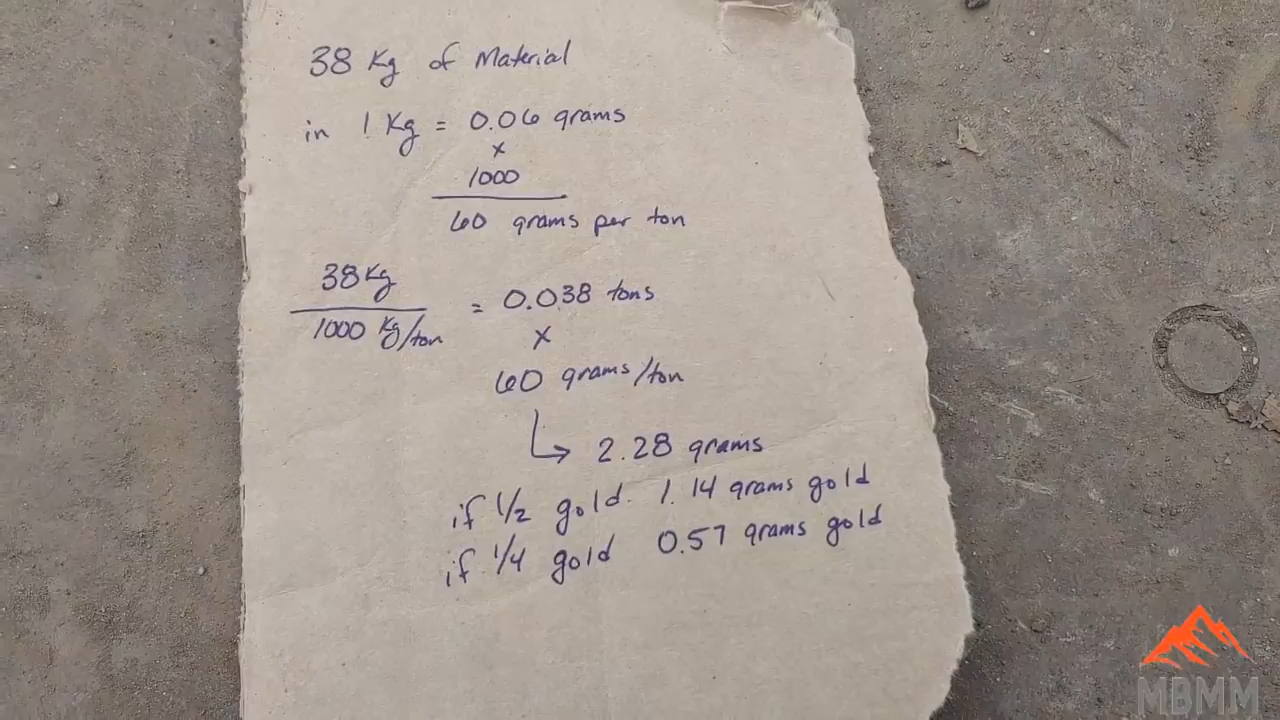 38 Kg of Material
in 1 Kg = 0.06 grams
x
1000
60 grams per ton
38 Kg
1000 Kg/ton
= 0.038 tons
x
60 grams/ton
↳ 2.28 grams
if 1/2 gold. 1.14 grams gold
if 1/4 gold 0.57 grams gold
MBMM